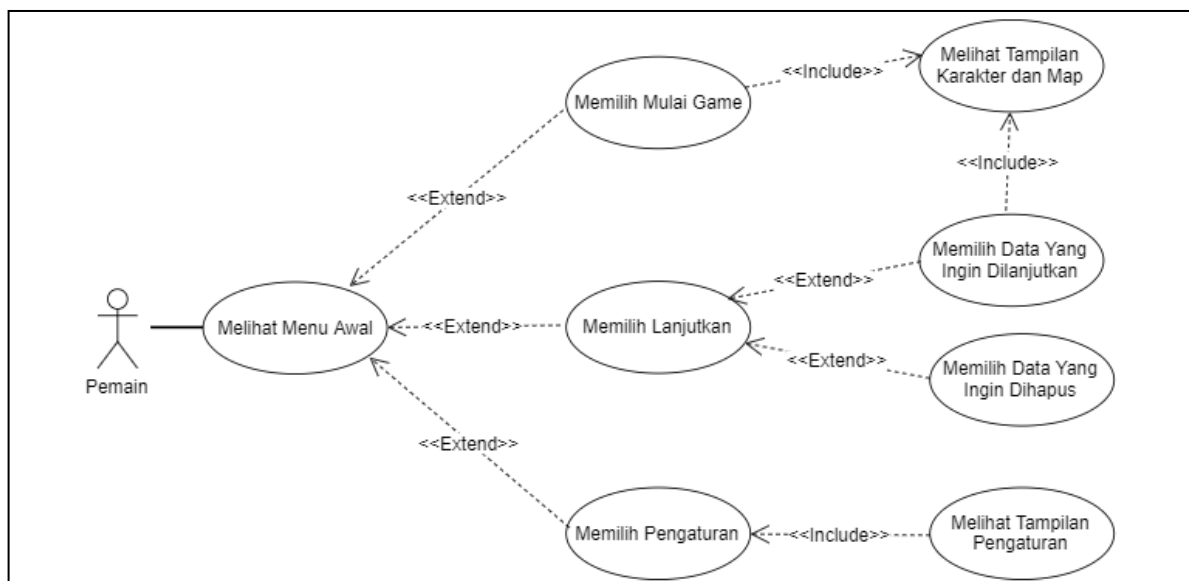 Melihat Tampilan
Karakter dan Map
<<Include>>
Memilih Mulai Game
<<Include>>
<<Extend>>
Memilih Data Yang
Ingin Dilanjutkan
<<Extend>>
Melihat Menu Awal
<<Extend>>
Memilih Lanjutkan
<<Extend>>
Memilih Data Yang
Ingin Dihapus
Pemain
<<Extend>>
Memilih Pengaturan
<<Include>>
Melihat Tampilan
Pengaturan